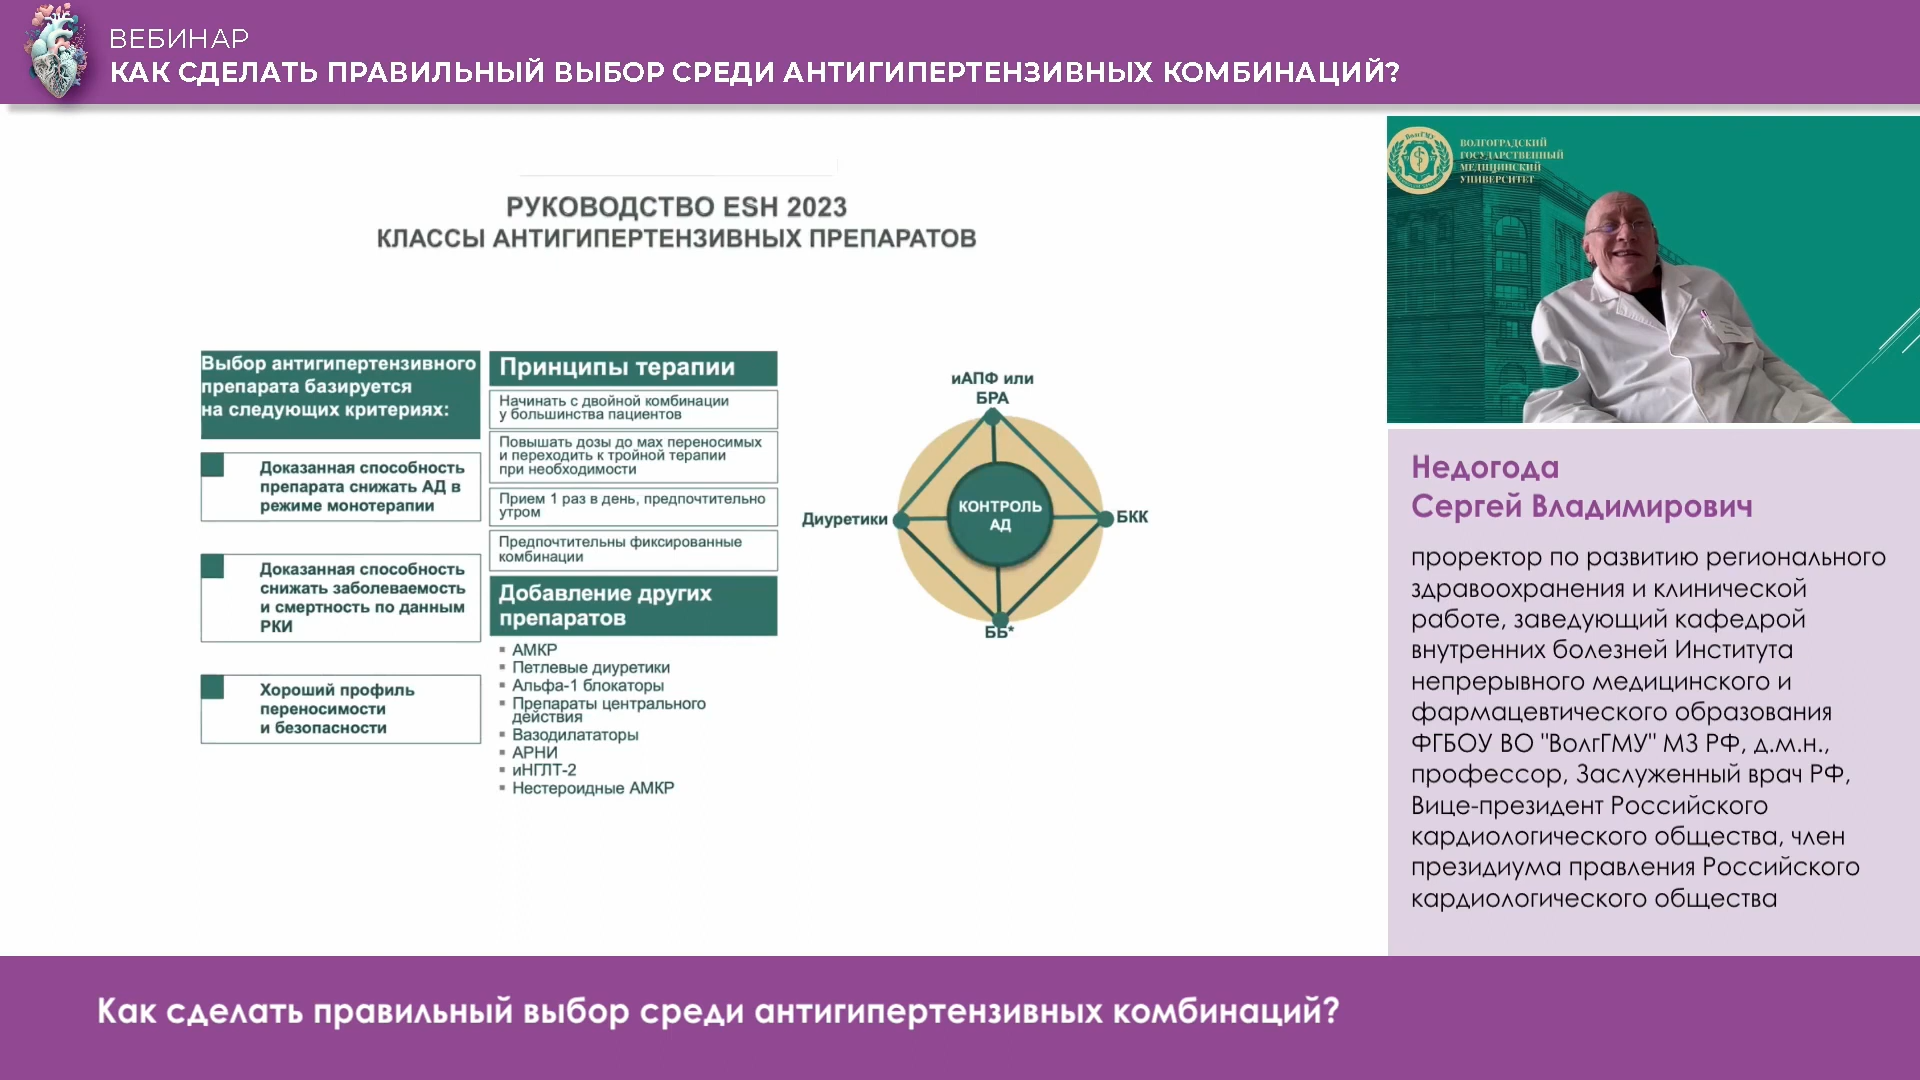 ВЕБИНАР
КАК СДЕЛАТЬ ПРАВИЛЬНЫЙ ВЫБОР СРЕДИ АНТИГИПЕРТЕНЗИВНЫХ КОМБИНАЦИЙ?
РУКОВОДСТВО ESH 2023
КЛАССЫ АНТИГИПЕРТЕНЗИВНЫХ ПРЕПАРАТОВ
Выбор антигипертензивного
препарата базируется
на следующих критериях:
Доказанная способность
препарата снижать АД в
режиме монотерапии
Доказанная способность
снижать заболеваемость
и смертность по данным
РКИ
Хороший профиль
переносимости
и безопасности
Принципы терапии
Начинать с двойной комбинации
у большинства пациентов
Повышать дозы до мах переносимых
и переходить к тройной терапии
при необходимости
Прием 1 раз в день, предпочтительно
утром
Предпочтительны фиксированные
комбинации
Добавление других
препаратов
▪ АМКР
▪ Петлевые диуретики
▪ Альфа-1 блокаторы
▪ Препараты центрального
действия
▪ Вазодилататоры
▪ АРНИ
▪ иНГЛТ-2
▪ Нестероидные АМКР
иАПФ или
БРА
Диуретики
КОНТРОЛЬ
АД
БКК
ББ*
ВолгГМУ
ВОЛГОГРАДСКИЙ
ГОСУДАРСТВЕННЫЙ
МЕДИЦИНСКИЙ
УНИВЕРСИТЕТ
Недогода
Сергей Владимирович
проректор по развитию регионального
здравоохранения и клинической
работе, заведующий кафедрой
внутренних болезней Института
непрерывного медицинского и
фармацевтического образования
ФГБОУ ВО "ВолгГМУ" МЗ РФ, д.м.н.,
профессор, Заслуженный врач РФ,
Вице-президент Российского
кардиологического общества, член
президиума правления Российского
кардиологического общества
Как сделать правильный выбор среди антигипертензивных комбинаций?